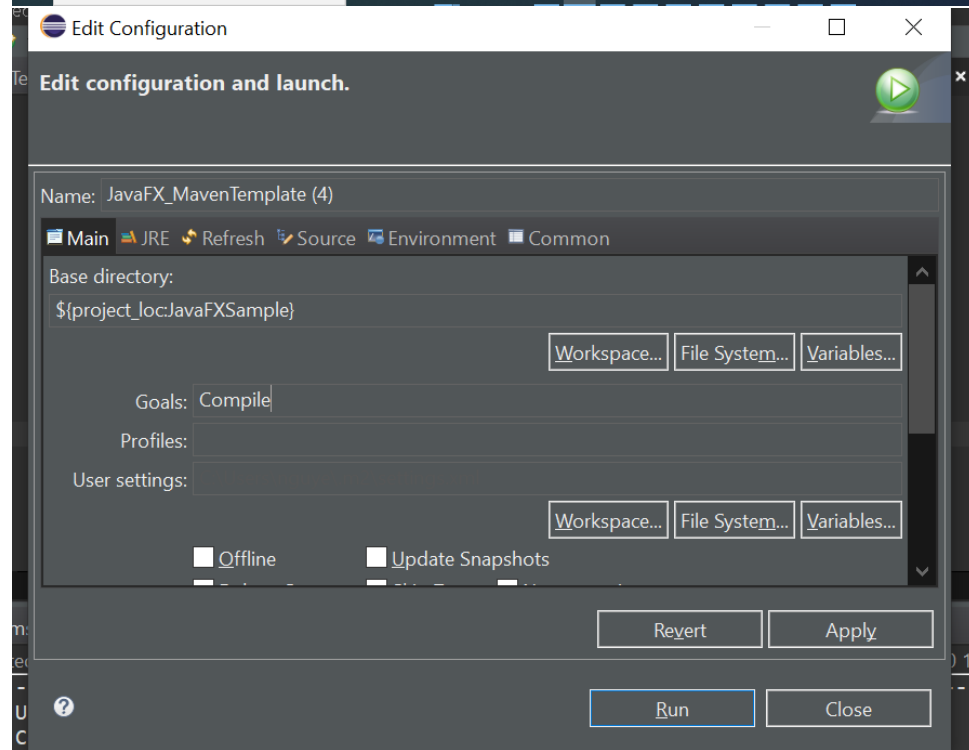 Edit Configuration
Edit configuration and launch.
Name: JavaFX_MavenTemplate (4)
Main JRE Refresh Source Environment Common
Base directory:
${project_loc:JavaFXSample}
Workspace... File System... Variables...
Goals: Compile
Profiles:
User settings:
Workspace... File System... Variables...
Offline Update Snapshots
Revert Apply
Run Close